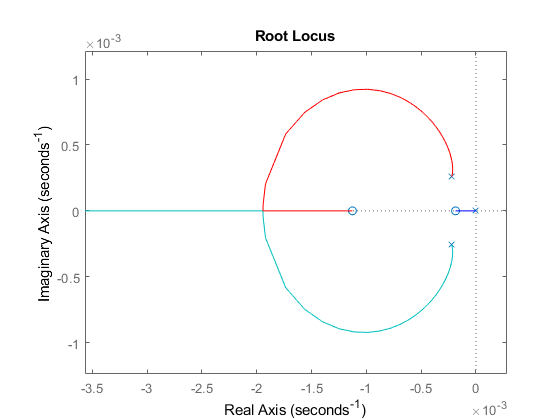 Root Locus
×10⁻³
1
0.5
0
-0.5
-1
Imaginary Axis (seconds⁻¹)
-3.5 -3 -2.5 -2 -1.5 -1 -0.5 0
×10⁻³
Real Axis (seconds⁻¹)